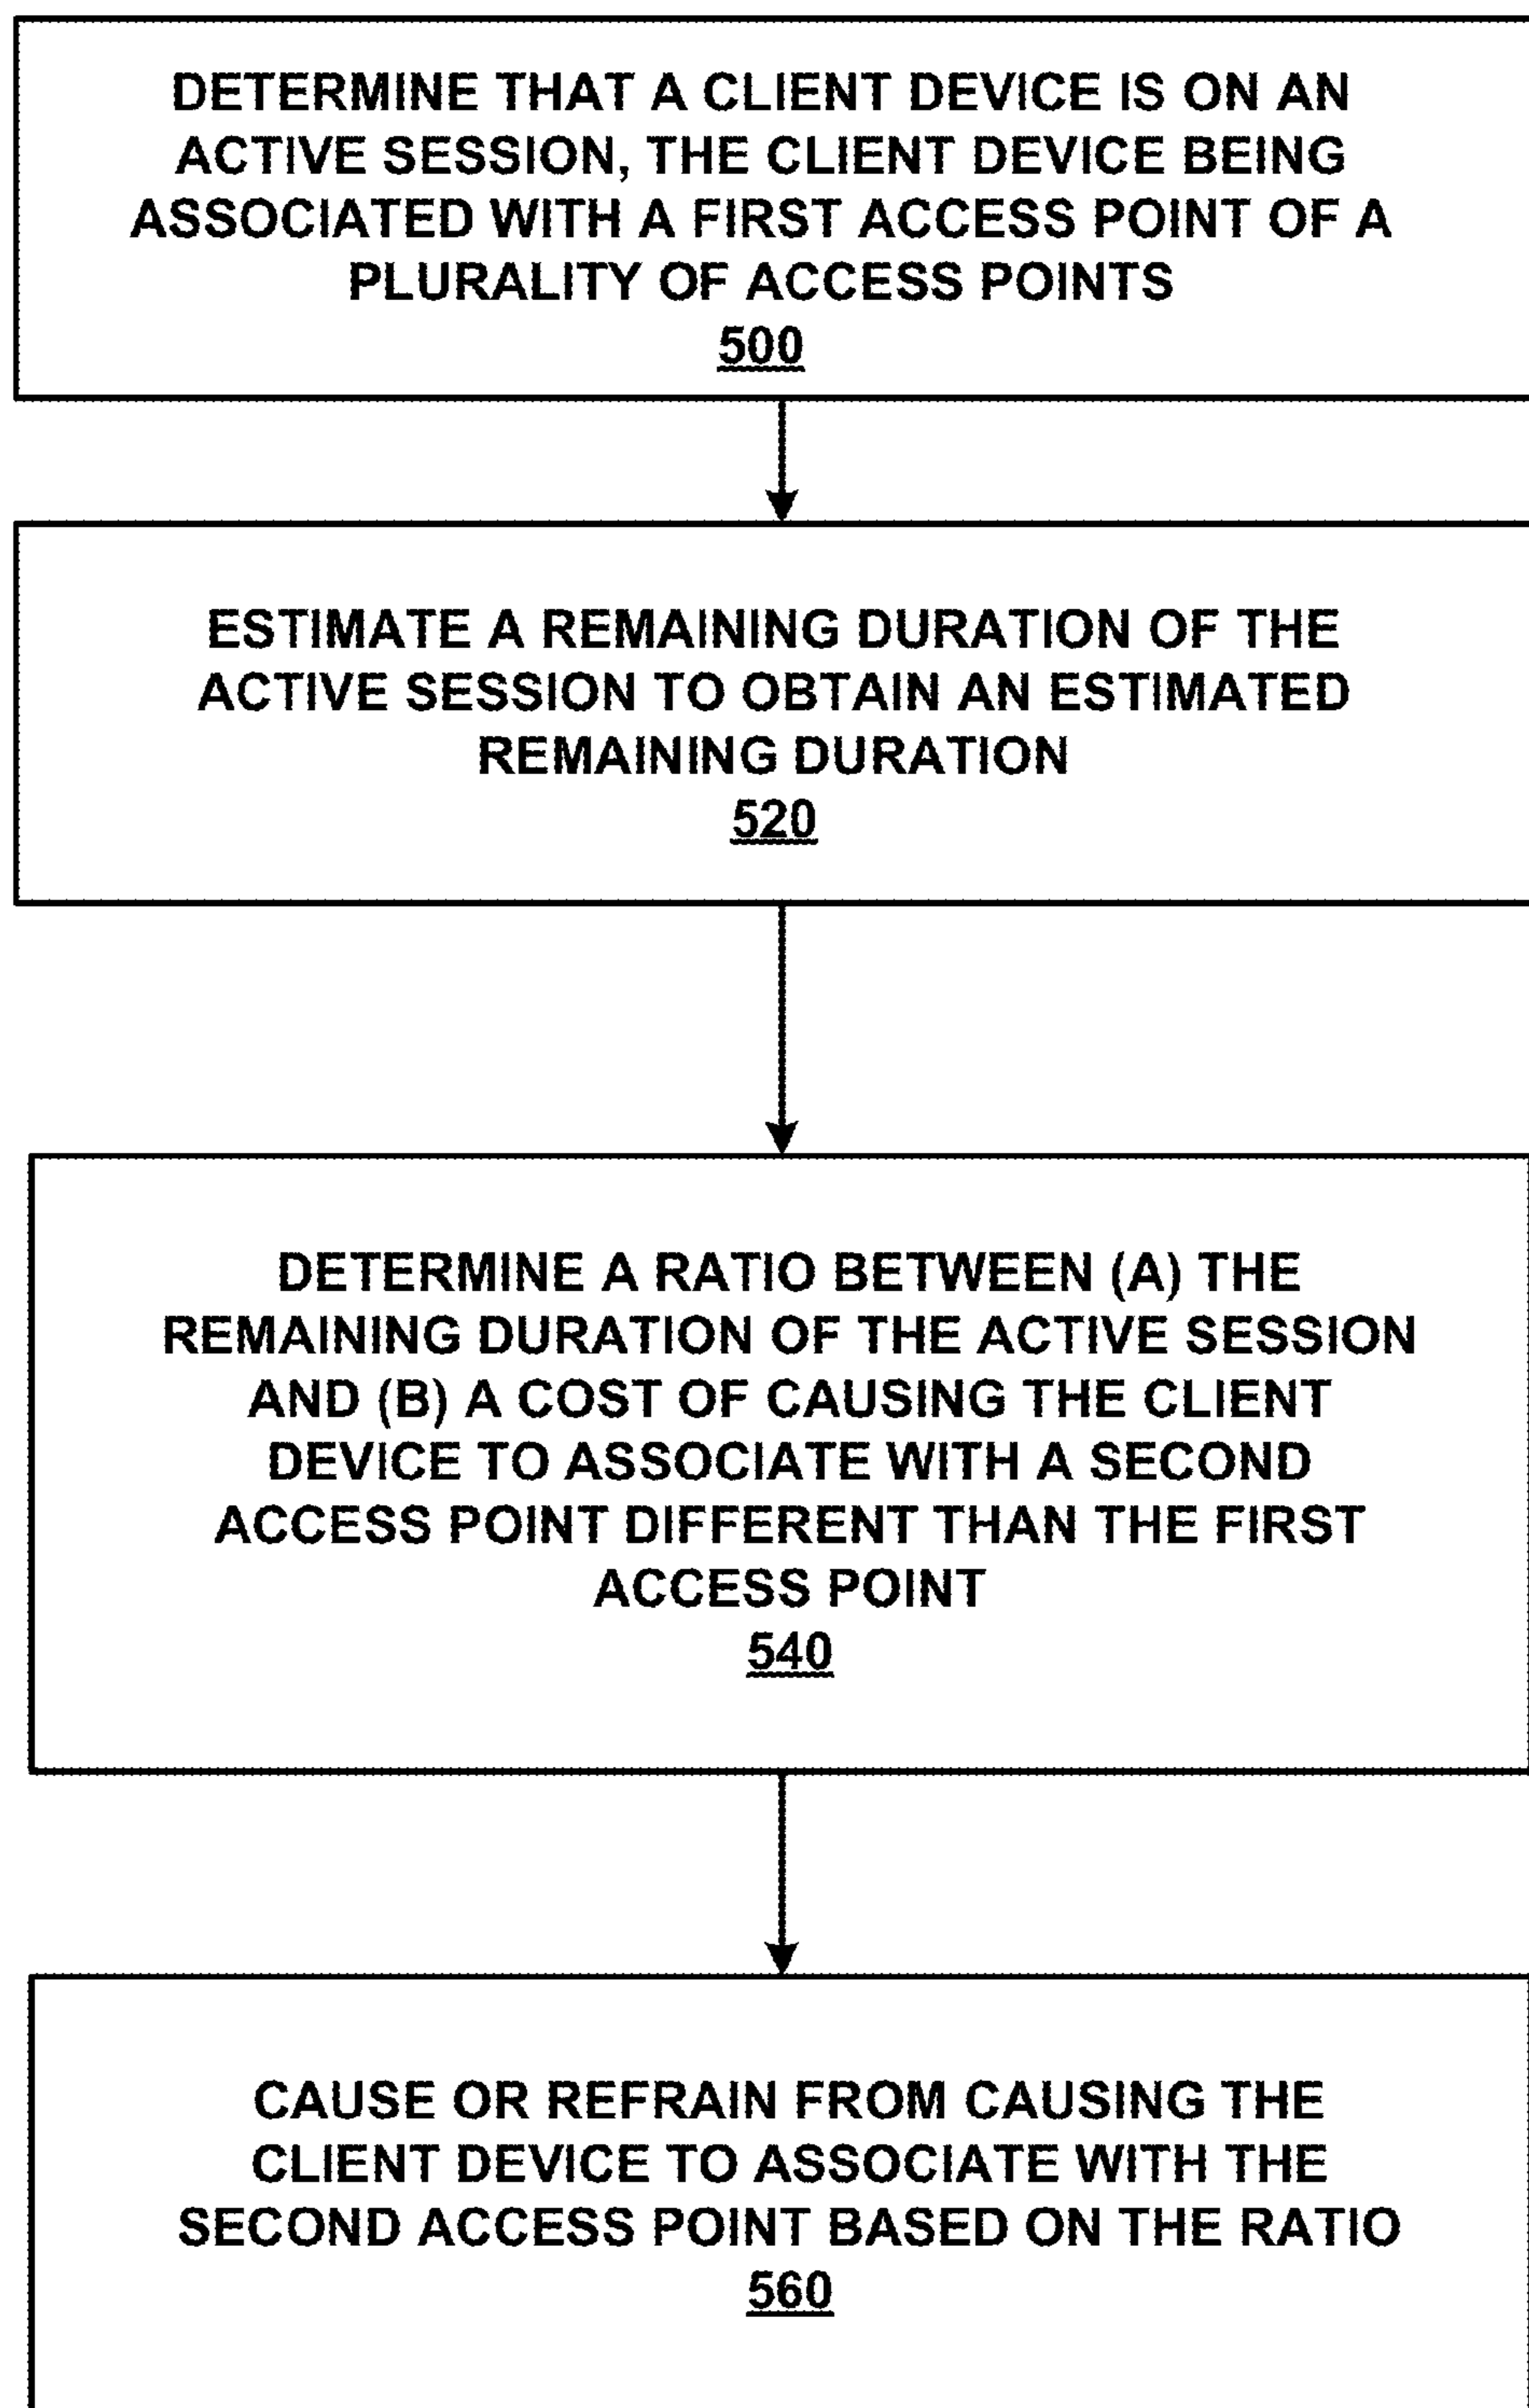 DETERMINE THAT A CLIENT DEVICE IS ON AN
ACTIVE SESSION, THE CLIENT DEVICE BEING
ASSOCIATED WITH A FIRST ACCESS POINT OF A
PLURALITY OF ACCESS POINTS
500
ESTIMATE A REMAINING DURATION OF THE
ACTIVE SESSION TO OBTAIN AN ESTIMATED
REMAINING DURATION
520
DETERMINE A RATIO BETWEEN (A) THE
REMAINING DURATION OF THE ACTIVE SESSION
AND (B) A COST OF CAUSING THE CLIENT
DEVICE TO ASSOCIATE WITH A SECOND
ACCESS POINT DIFFERENT THAN THE FIRST
ACCESS POINT
540
CAUSE OR REFRAIN FROM CAUSING THE
CLIENT DEVICE TO ASSOCIATE WITH THE
SECOND ACCESS POINT BASED ON THE RATIO
560